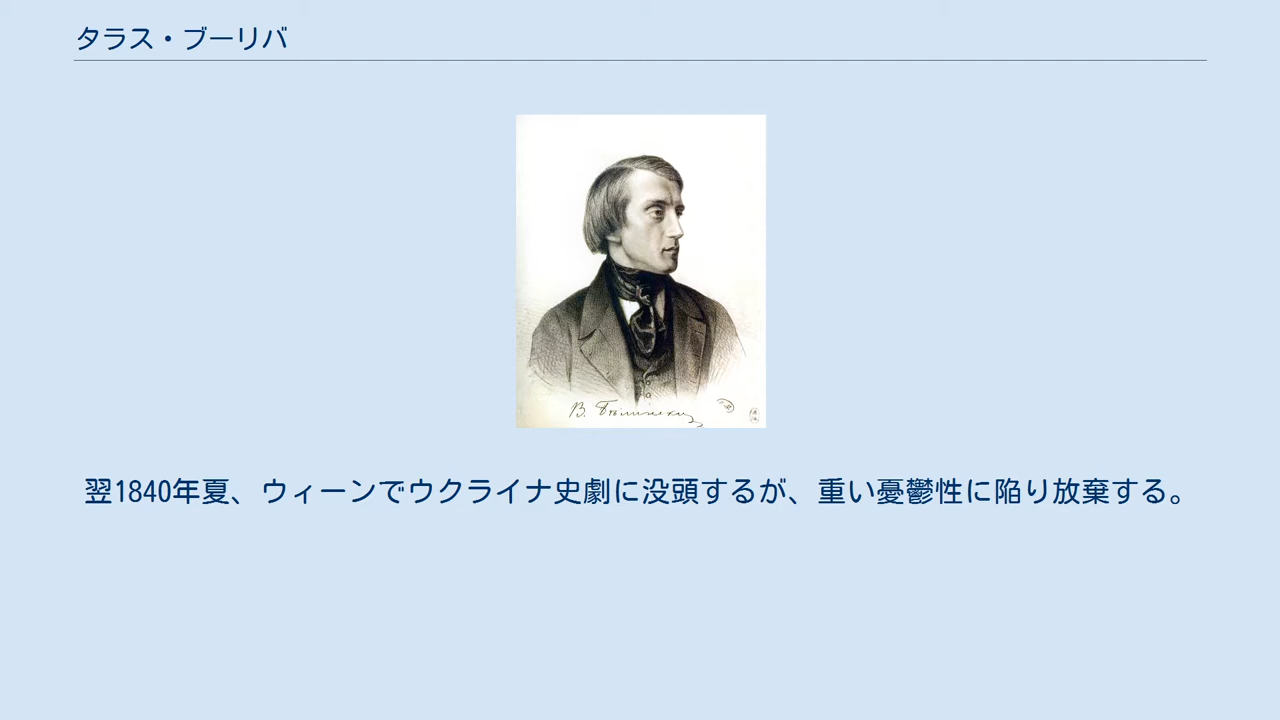 タラス・ブーリバ
В. Бѣлинскій
翌1840年夏、ウィーンでウクライナ史劇に没頭するが、重い憂鬱性に陥り放棄する。